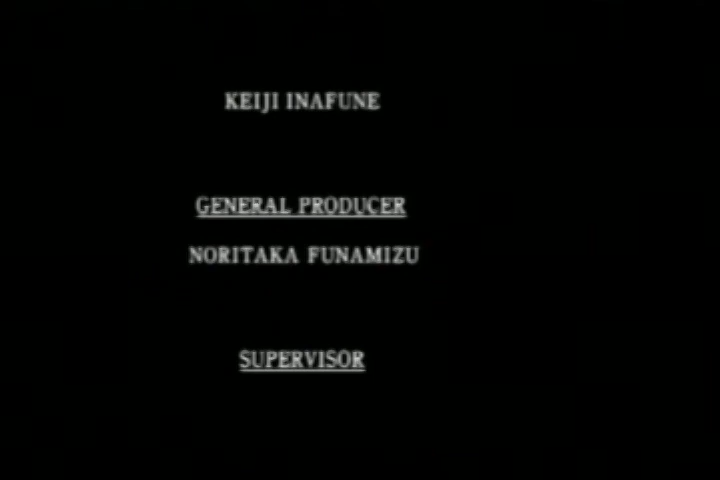 KEIJI INAFUNE
GENERAL PRODUCER
NORITAKA FUNAMIZU
SUPERVISOR